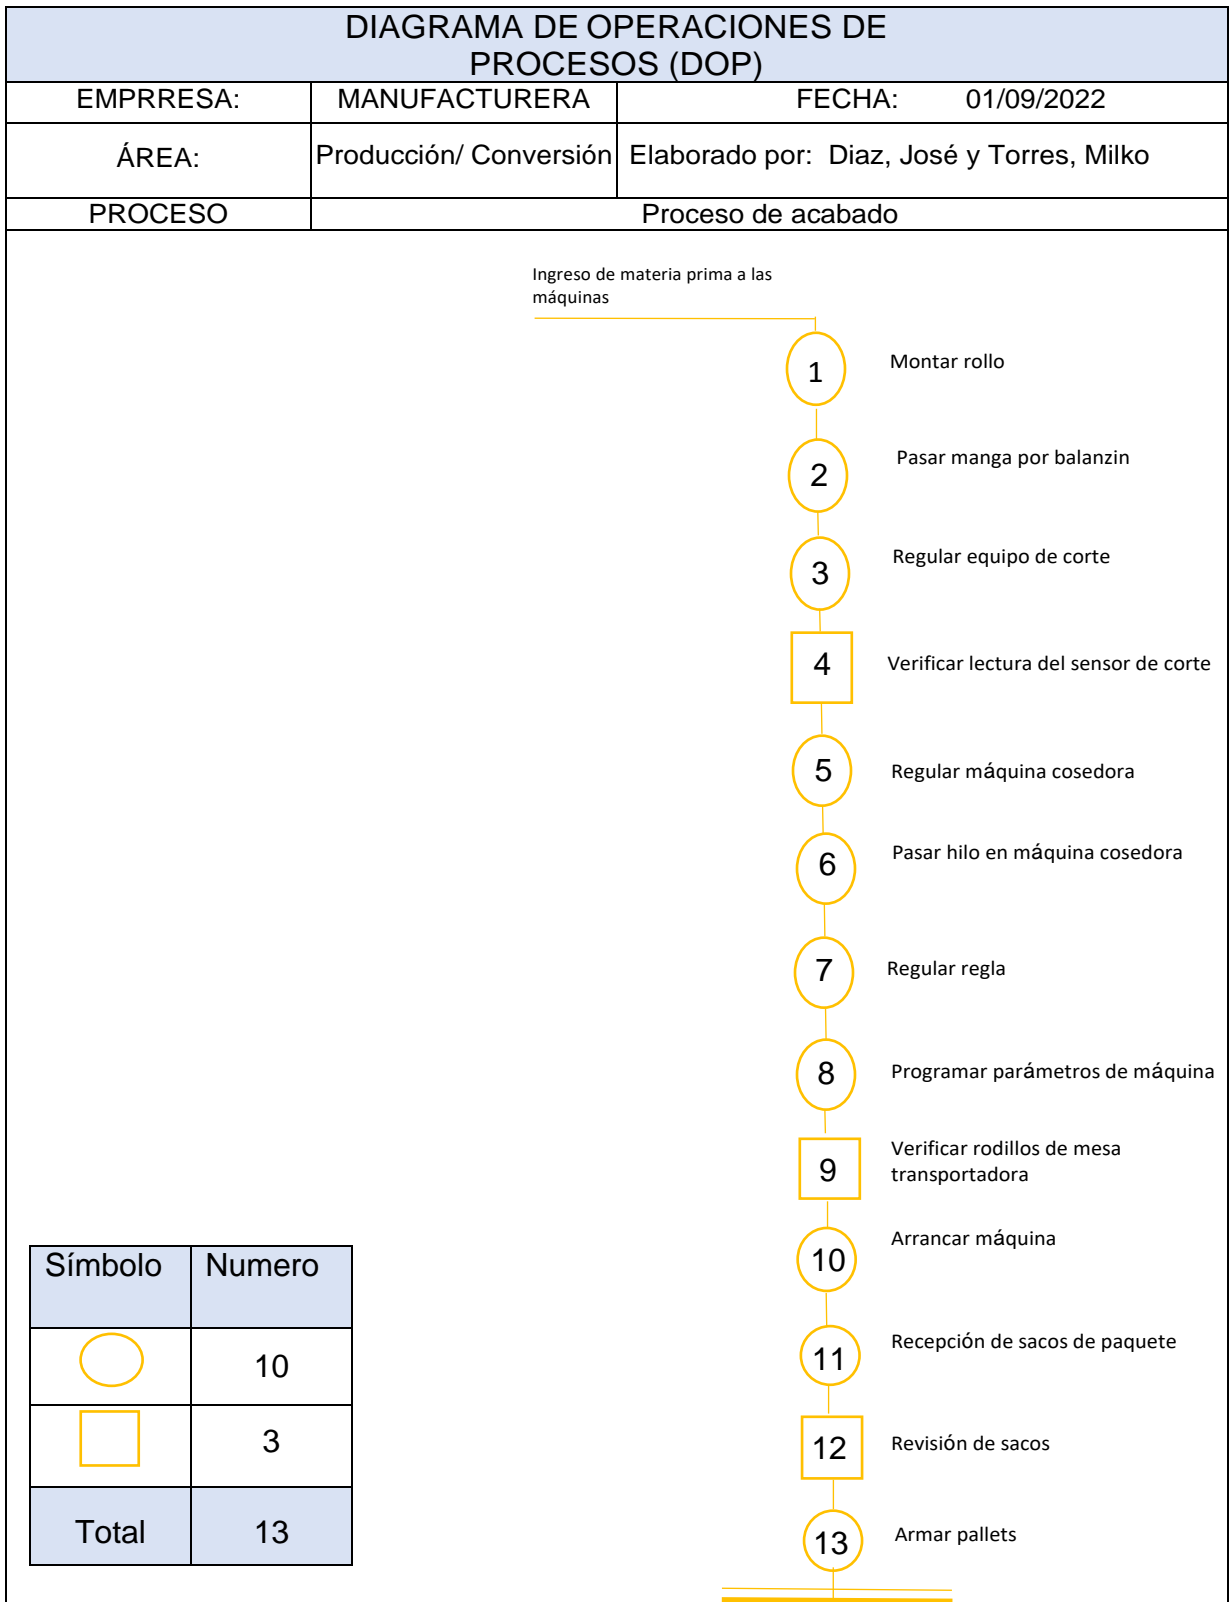 DIAGRAMA DE OPERACIONES DE
PROCESOS (DOP)
EMPRRESA:
MANUFACTURERA
FECHA: 01/09/2022
ÁREA:
Producción/ Conversión
Elaborado por: Diaz, José y Torres, Milko
PROCESO
Proceso de acabado
Ingreso de materia prima a las
máquinas
1
Montar rollo
2
Pasar manga por balanzin
3
Regular equipo de corte
4
Verificar lectura del sensor de corte
5
Regular máquina cosedora
6
Pasar hilo en máquina cosedora
7
Regular regla
8
Programar parámetros de máquina
9
Verificar rodillos de mesa
transportadora
10
Arrancar máquina
11
Recepción de sacos de paquete
12
Revisión de sacos
13
Armar pallets
Símbolo
Numero
10
3
Total
13